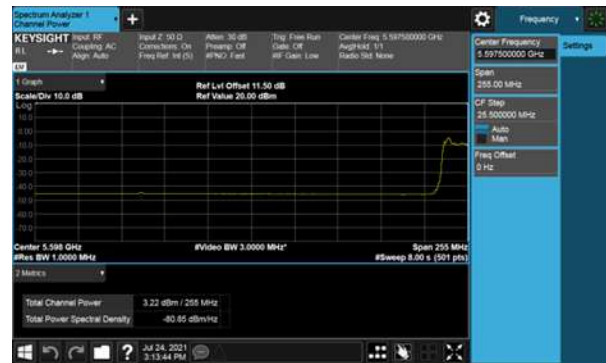 Spectrum Analyzer 1
Channel Power
Frequency
KEYSIGHT
Input: RF
Coupling: AC
Align: Auto
Input Z: 50 Ω
Corrections: On
Freq Ref: Int (S)
Atten: 30 dB
Preamp: Off
#PNO: Fast
Trig: Free Run
Gate: Off
#IF Gain: Low
Center Freq: 5.597500000 GHz
Avg|Hold: 1/1
Radio Std: None
Center Frequency
5.597500000 GHz
Settings
Span
255.00 MHz
CF Step
25.500000 MHz
Auto
Man
Freq Offset
0 Hz
1 Graph
Scale/Div 10.0 dB
Ref Lvl Offset 11.50 dB
Ref Value 20.00 dBm
Log
10.0
0.00
-10.0
-20.0
-30.0
-40.0
-50.0
-60.0
-70.0
Center 5.598 GHz
#Video BW 3.0000 MHz*
Span 255 MHz
#Res BW 1.0000 MHz
#Sweep 8.00 s (501 pts)
2 Metrics
Total Channel Power
3.22 dBm / 255 MHz
Total Power Spectral Density
-80.85 dBm/Hz
Jul 24, 2021
3:13:44 PM